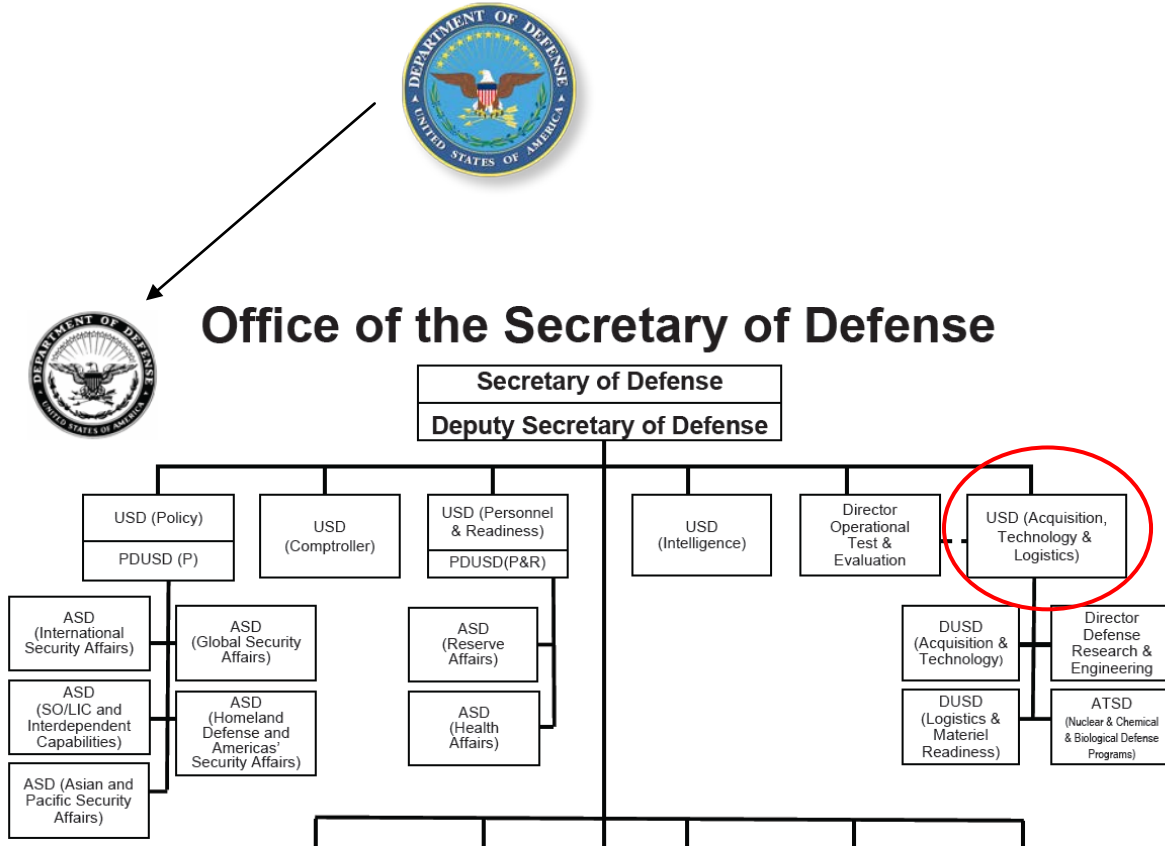 DEPARTMENT OF DEFENSE
UNITED STATES OF AMERICA
DEPARTMENT OF DEFENSE
UNITED STATES OF AMERICA
Office of the Secretary of Defense
Secretary of Defense
Deputy Secretary of Defense
USD (Policy)
PDUSD (P)
USD
(Comptroller)
USD (Personnel
& Readiness)
PDUSD(P&R)
USD
(Intelligence)
Director
Operational
Test &
Evaluation
USD (Acquisition,
Technology &
Logistics)
ASD
(International
Security Affairs)
ASD
(Global Security
Affairs)
ASD
(SO/LIC and
Interdependent
Capabilities)
ASD
(Homeland
Defense and
Americas'
Security Affairs)
ASD (Asian and
Pacific Security
Affairs)
ASD
(Reserve
Affairs)
ASD
(Health
Affairs)
DUSD
(Acquisition &
Technology)
Director
Defense
Research &
Engineering
DUSD
(Logistics &
Materiel
Readiness)
ATSD
(Nuclear & Chemical
& Biological Defense
Programs)